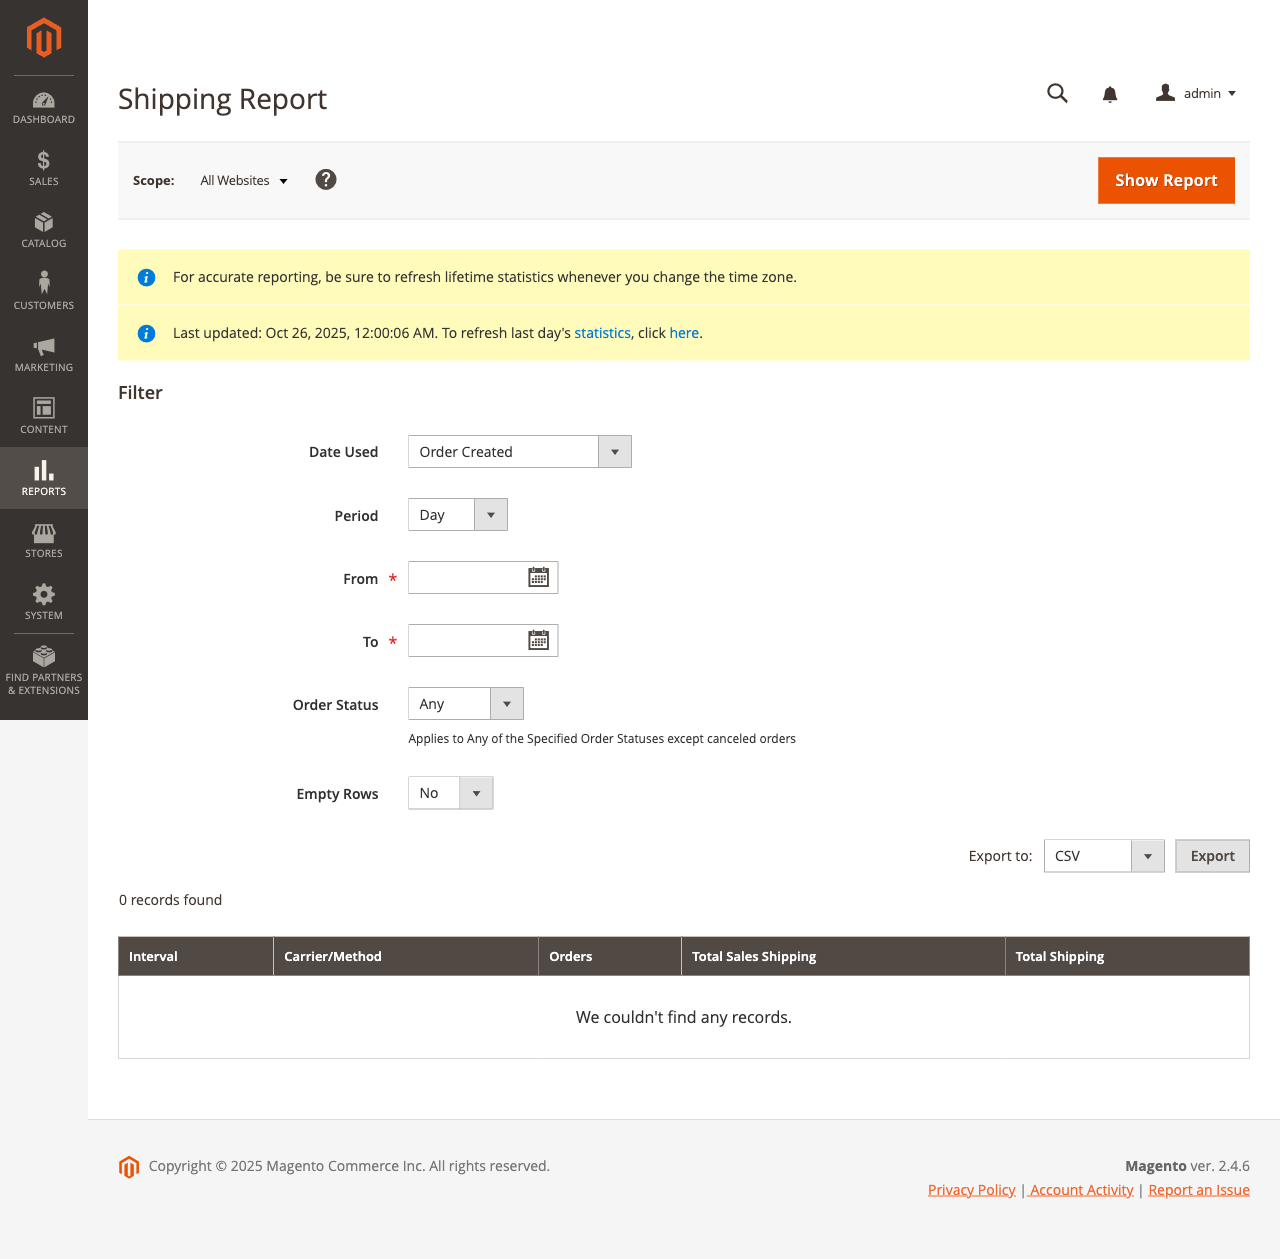 DASHBOARD
SALES
CATALOG
CUSTOMERS
MARKETING
CONTENT
REPORTS
STORES
SYSTEM
FIND PARTNERS
& EXTENSIONS
Shipping Report
admin
Scope: All Websites
Show Report
For accurate reporting, be sure to refresh lifetime statistics whenever you change the time zone.
Last updated: Oct 26, 2025, 12:00:06 AM. To refresh last day's statistics, click here.
Filter
Date Used Order Created
Period Day
From *
To *
Order Status Any
Applies to Any of the Specified Order Statuses except canceled orders
Empty Rows No
Export to: CSV Export
0 records found
Interval Carrier/Method Orders Total Sales Shipping Total Shipping
We couldn't find any records.
Copyright © 2025 Magento Commerce Inc. All rights reserved.
Magento ver. 2.4.6
Privacy Policy | Account Activity | Report an Issue